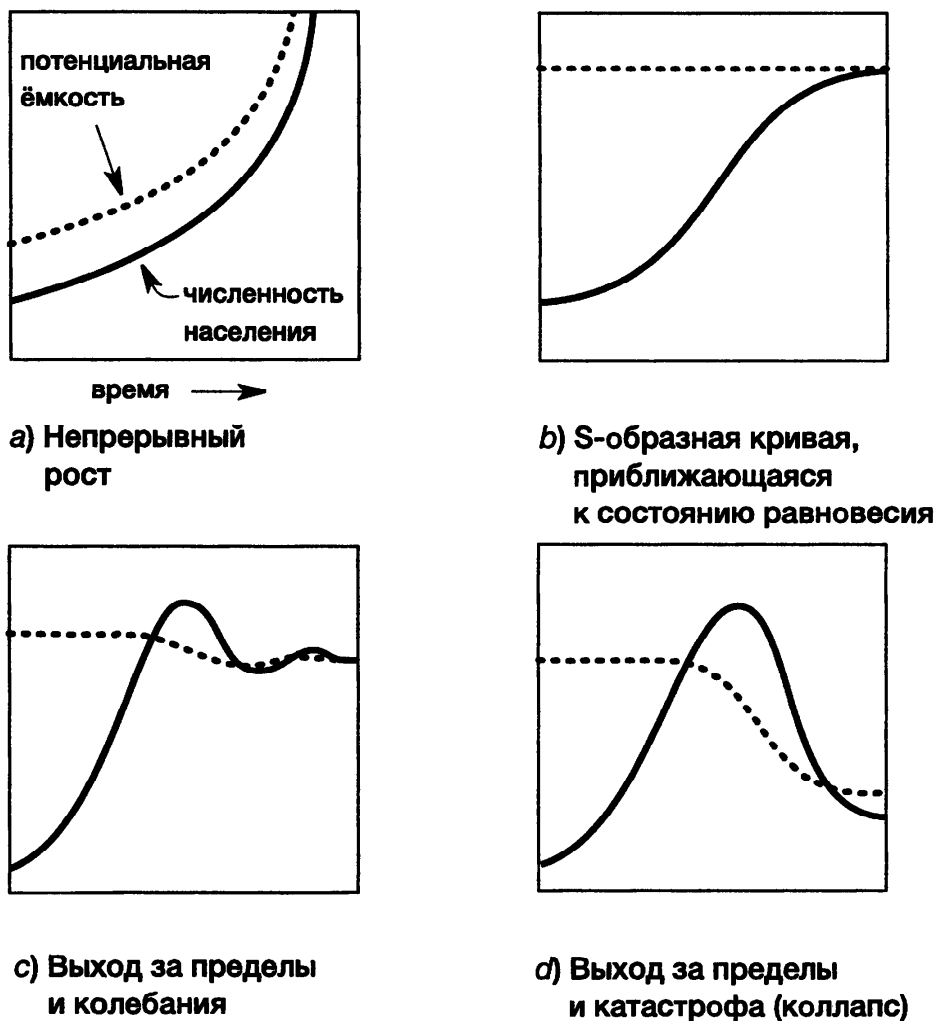 потенциальная
ёмкость
численность
населения
время
a) Непрерывный
рост
b) S-образная кривая,
приближающаяся
к состоянию равновесия
c) Выход за пределы
и колебания
d) Выход за пределы
и катастрофа (коллапс)